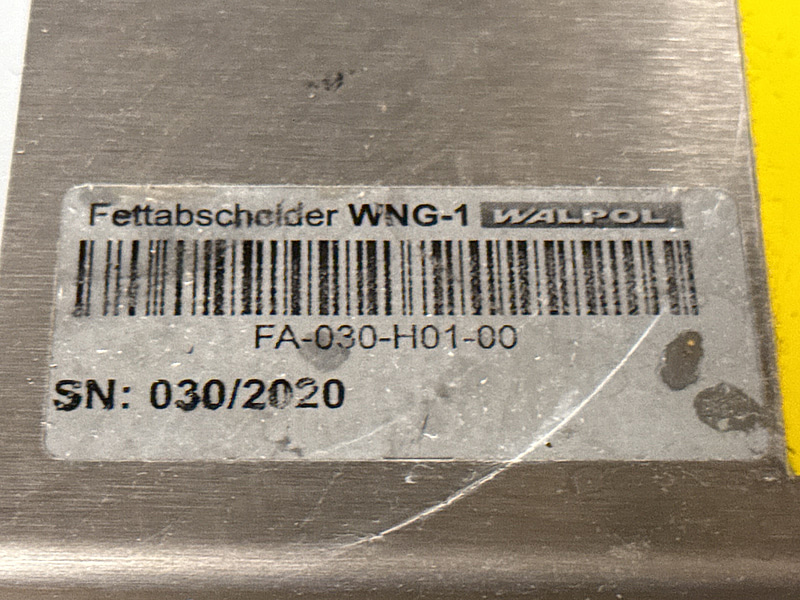 Fettabscheider WNG-1 WALPOL
FA-030-H01-00
SN: 030/2020